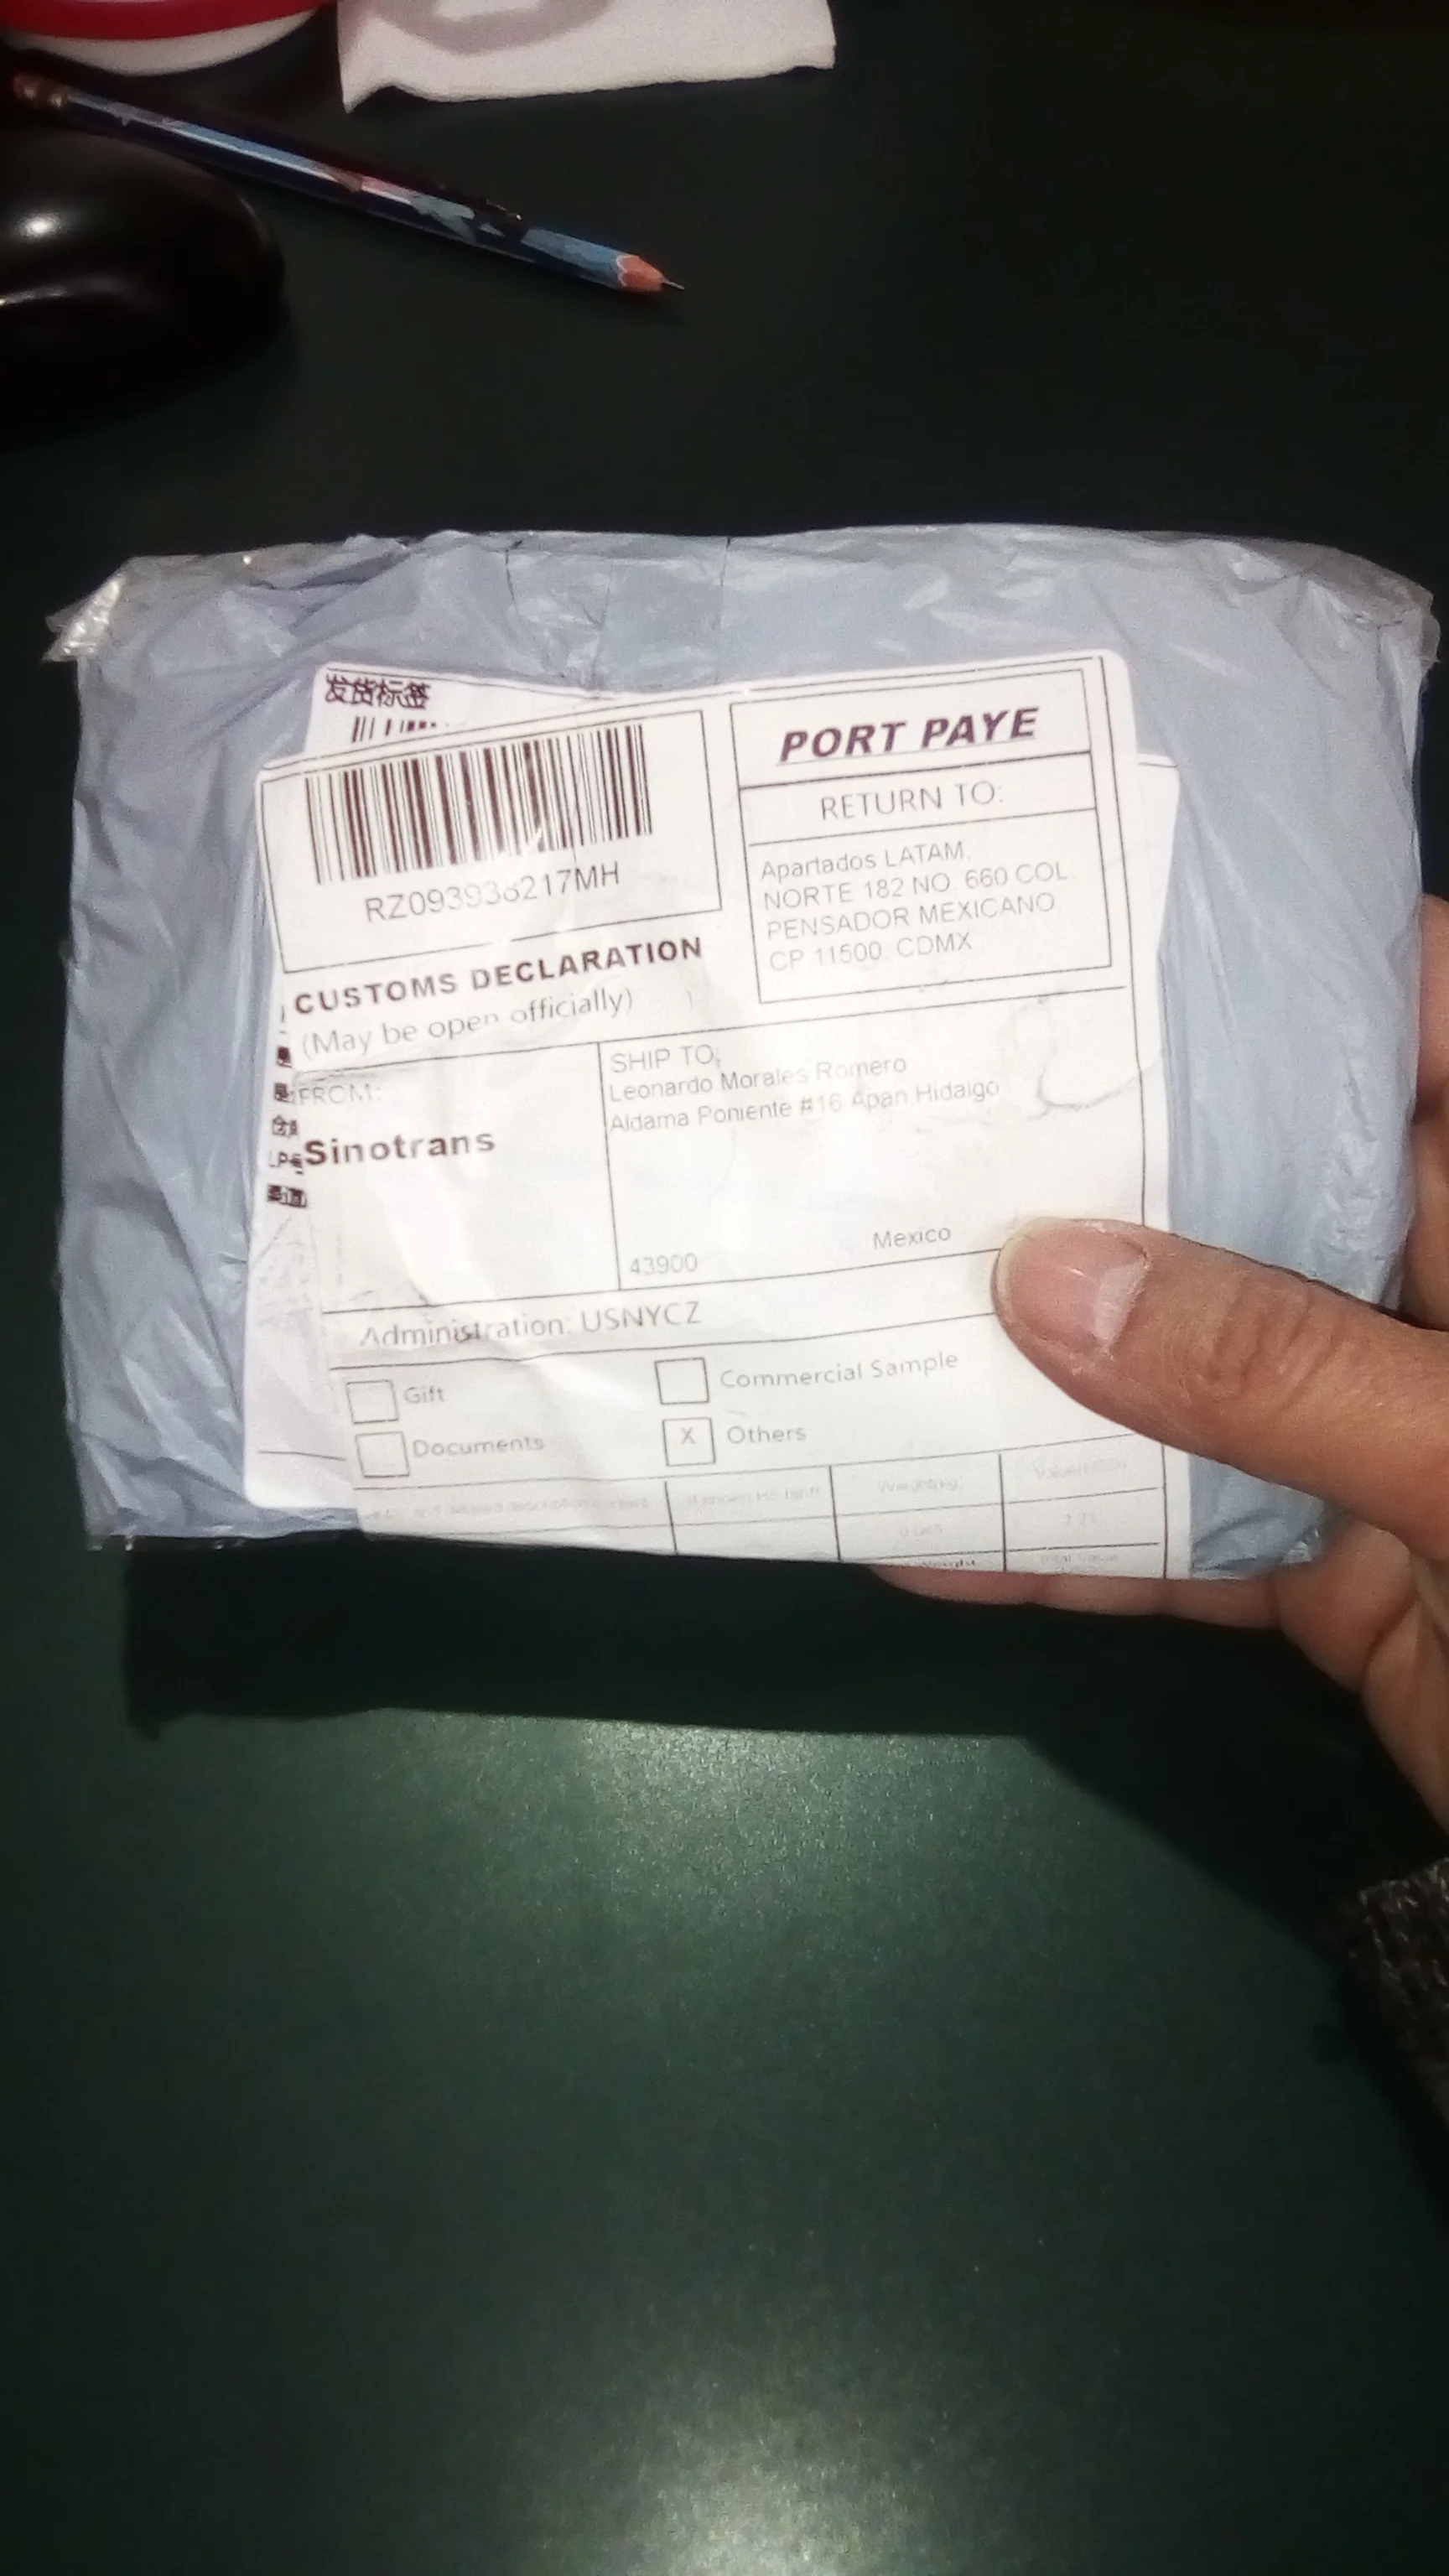 发货标签
PORT PAYE
RETURN TO:
Apartados LATAM,
NORTE 182 NO. 660 COL.
PENSADOR MEXICANO
CP 11500. CDMX
RZ093938217MH
CUSTOMS DECLARATION
(May be open officially)
FROM:
Sinotrans
SHIP TO;
Leonardo Morales Romero
Aldama Poniente #16 Apan Hidalgo
43900 Mexico
Administration: USNYCZ
Gift
Commercial Sample
Documents
X Others